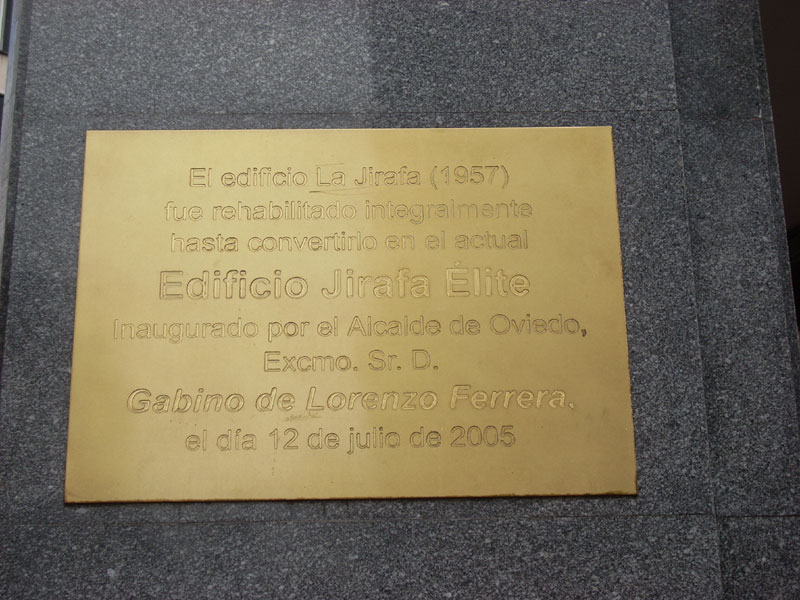 El edificio La Jirafa (1957)
fue rehabilitado integralmente
hasta convertirlo en el actual
Edificio Jirafa Élite
Inaugurado por el Alcalde de Oviedo,
Excmo. Sr. D.
Gabino de Lorenzo Ferrera,
el día 12 de julio de 2005